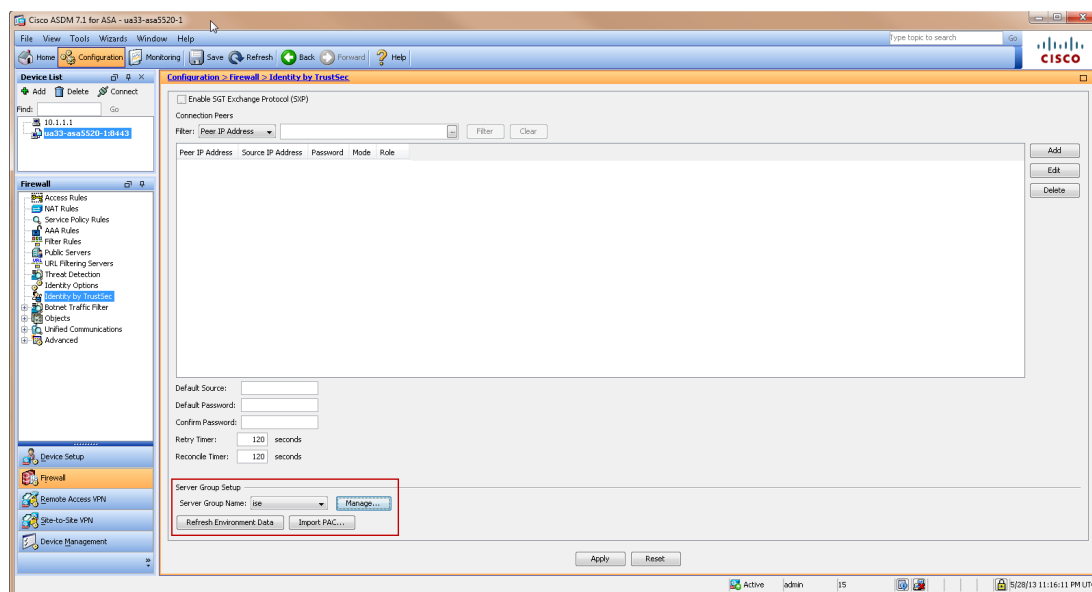 Cisco ASDM 7.1 for ASA - ua33-asa5520-1
File View Tools Wizards Window Help
Type topic to search Go
Home Configuration Monitoring Save Refresh Back Forward Help
CISCO
Device List
Add Delete Connect
Find: Go
10.1.1.1
ua33-asa5520-1:8443
Firewall
Access Rules
NAT Rules
Service Policy Rules
AAA Rules
Filter Rules
Public Servers
URL Filtering Servers
Threat Detection
Identity Options
Identity by TrustSec
Botnet Traffic Filter
Objects
Unified Communications
Advanced
Device Setup
Firewall
Remote Access VPN
Site-to-Site VPN
Device Management
Configuration > Firewall > Identity by TrustSec
Enable SGT Exchange Protocol (SXP)
Connection Peers
Filter: Peer IP Address ... Filter Clear
Peer IP Address Source IP Address Password Mode Role
Add
Edit
Delete
Default Source:
Default Password:
Confirm Password:
Retry Timer: 120 seconds
Reconcile Timer: 120 seconds
Server Group Setup
Server Group Name: ise Manage...
Refresh Environment Data Import PAC...
Apply Reset
Active admin 15 5/28/13 11:16:11 PM UT